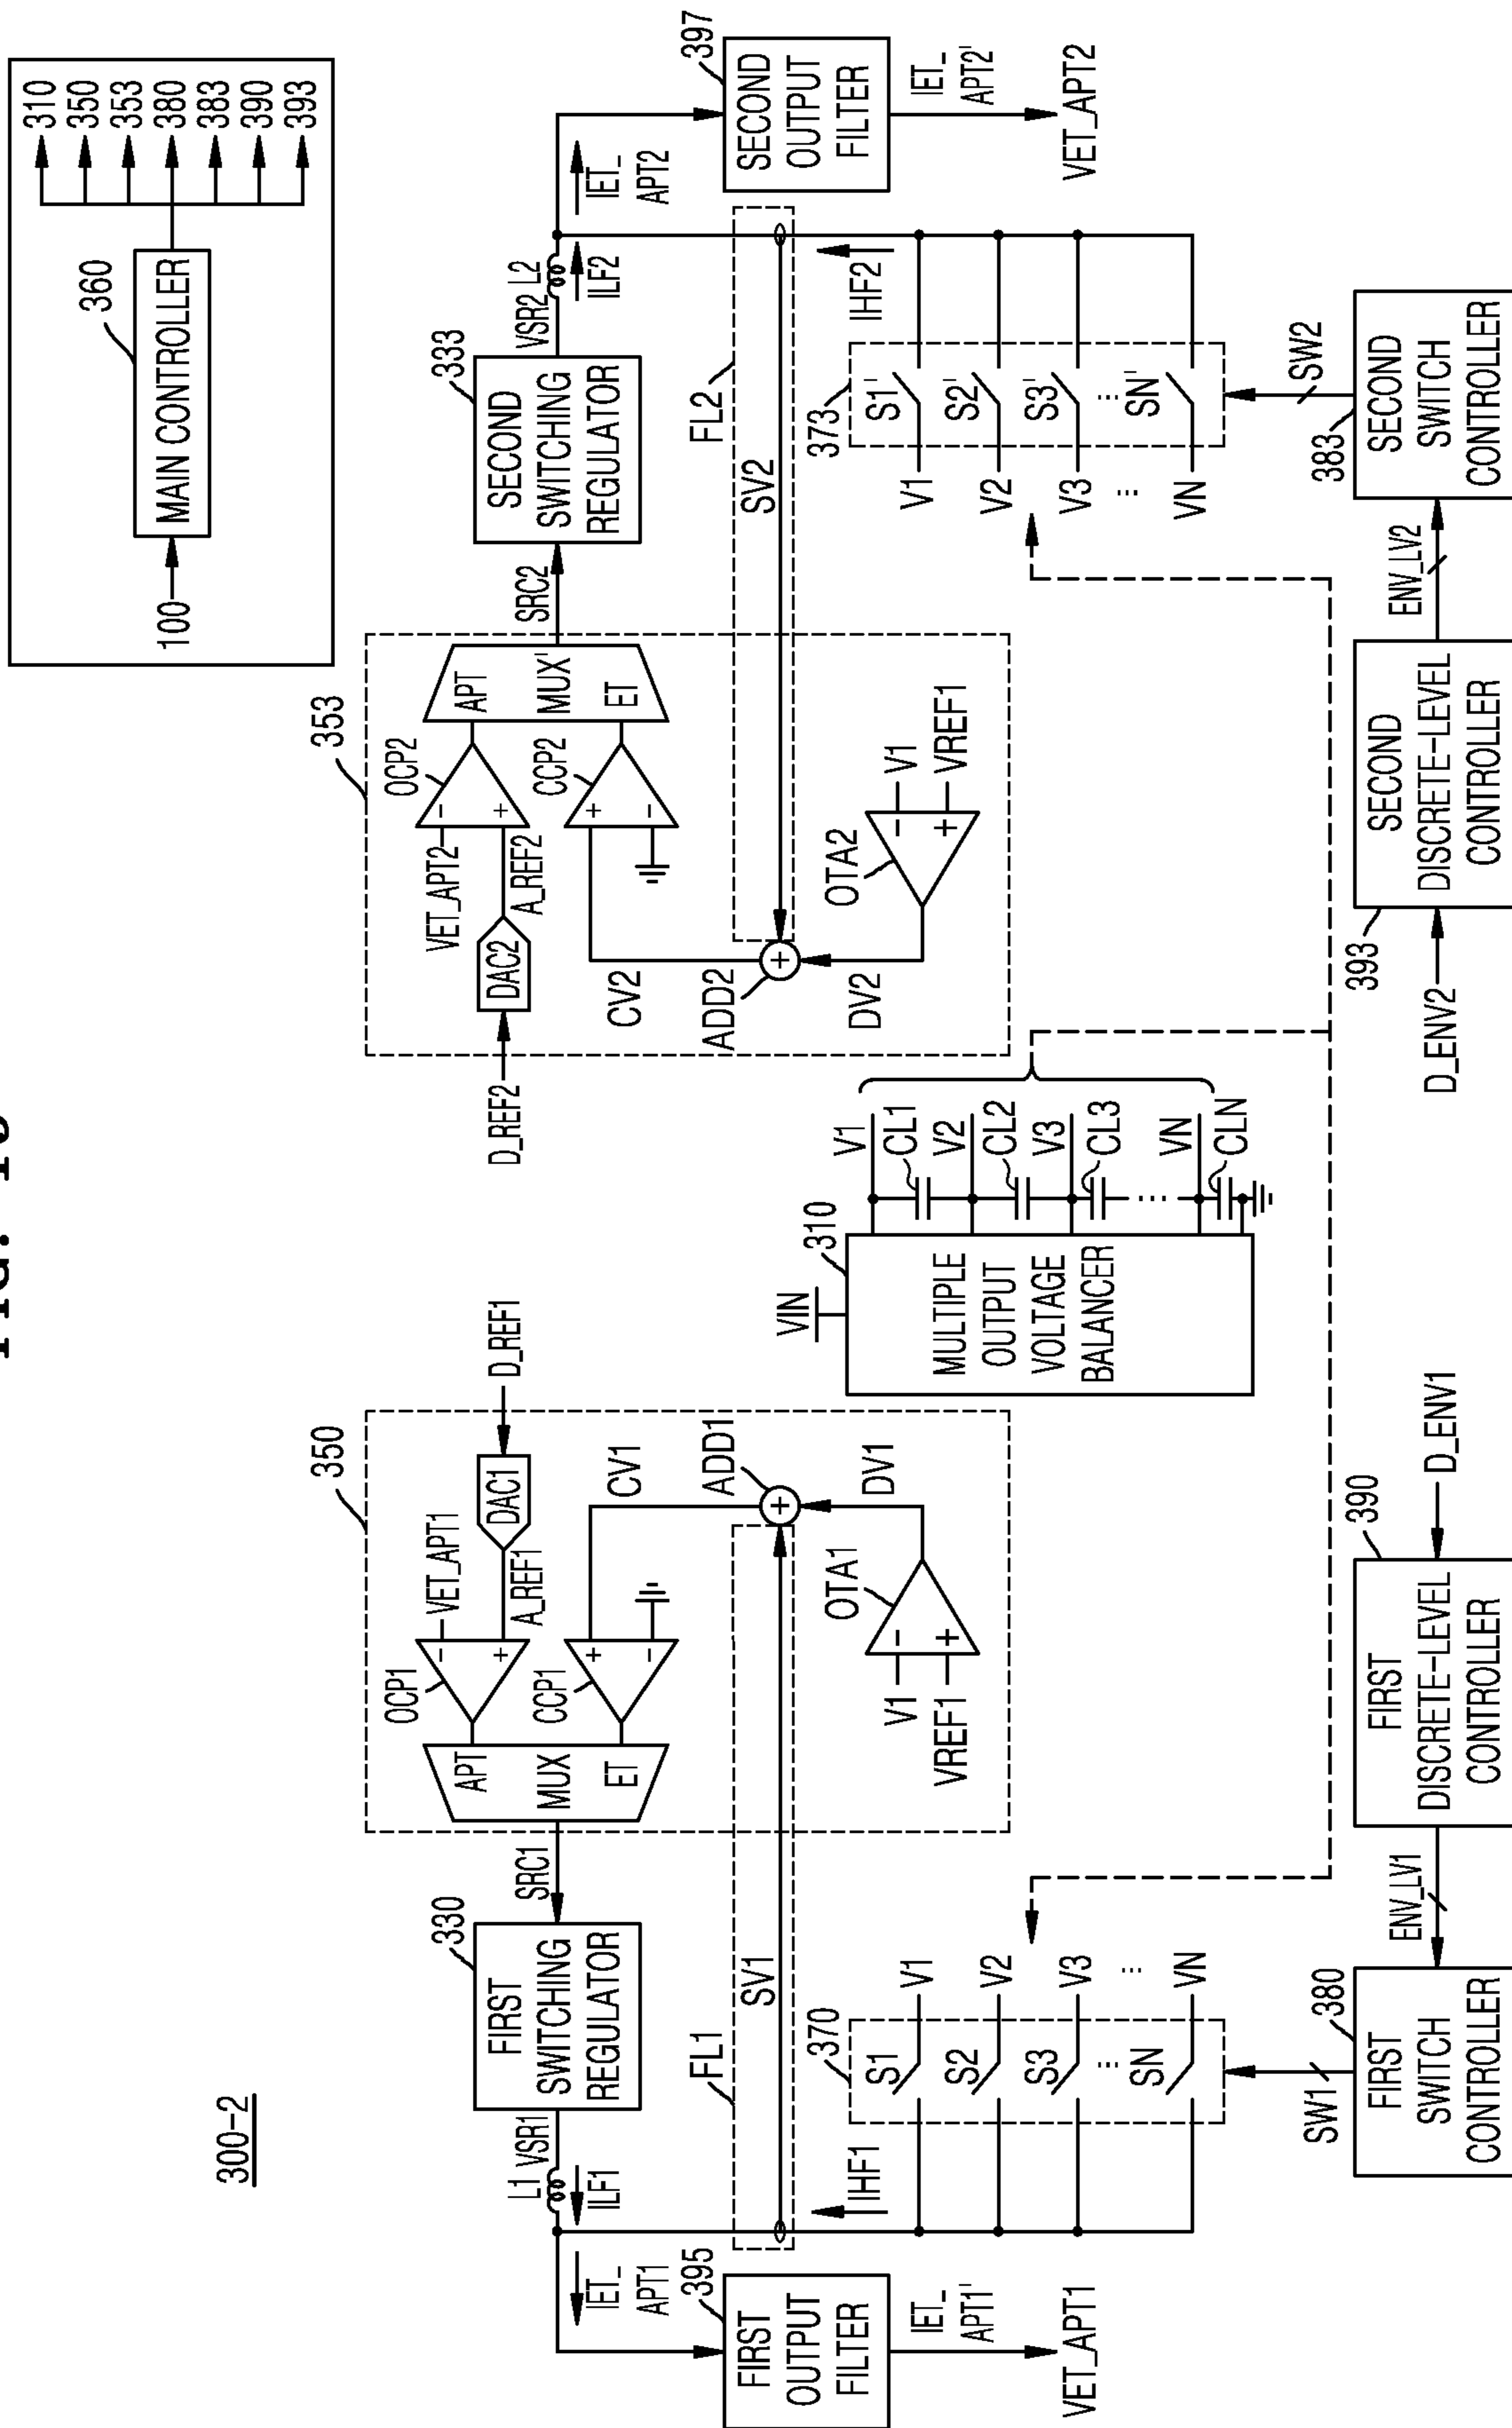 300-2
100
MAIN CONTROLLER
360
310
350
353
380
383
390
393
FIRST
OUTPUT
FILTER
395
IET_
APT1
IET_
APT1'
VET_APT1
L1
VSR1
ILF1
FIRST
SWITCHING
REGULATOR
330
SRC1
350
MUX
APT
ET
OCP1
-
+
VET_APT1
A_REF1
DAC1
D_REF1
CCP1
+
-
CV1
ADD1
+
DV1
OTA1
-
+
V1
VREF1
FL1
SV1
IHF1
370
S1
S2
S3
...
SN
V1
V2
V3
...
VN
SW1
FIRST
SWITCH
CONTROLLER
380
ENV_LV1
FIRST
DISCRETE-LEVEL
CONTROLLER
390
D_ENV1
VIN
310
MULTIPLE
OUTPUT
VOLTAGE
BALANCER
V1
CL1
V2
CL2
V3
CL3
...
VN
CLN
353
D_REF2
DAC2
VET_APT2
A_REF2
OCP2
-
+
CCP2
+
-
APT
MUX'
ET
SRC2
CV2
ADD2
+
DV2
OTA2
-
+
V1
VREF1
SECOND
SWITCHING
REGULATOR
333
VSR2
L2
ILF2
IET_
APT2
SECOND
OUTPUT
FILTER
397
IET_
APT2'
VET_APT2
FL2
SV2
IHF2
373
S1'
S2'
S3'
...
SN'
V1
V2
V3
...
VN
SW2
SECOND
SWITCH
CONTROLLER
383
ENV_LV2
SECOND
DISCRETE-LEVEL
CONTROLLER
393
D_ENV2